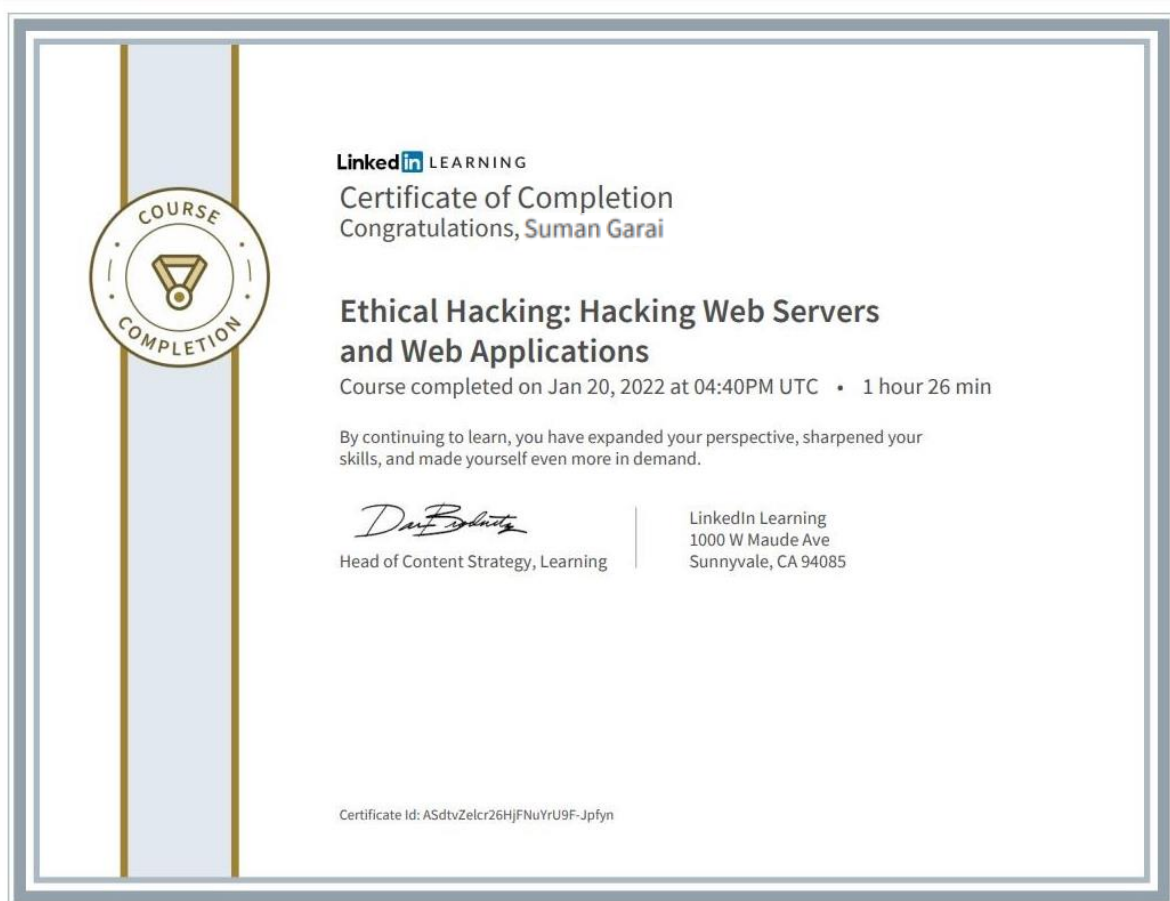 COURSE
COMPLETION
Linkedin LEARNING
Certificate of Completion
Congratulations, Suman Garai
Ethical Hacking: Hacking Web Servers
and Web Applications
Course completed on Jan 20, 2022 at 04:40PM UTC • 1 hour 26 min
By continuing to learn, you have expanded your perspective, sharpened your
skills, and made yourself even more in demand.
Head of Content Strategy, Learning
LinkedIn Learning
1000 W Maude Ave
Sunnyvale, CA 94085
Certificate Id: ASdtvZelcr26HjFNuYrU9F-Jpfyn